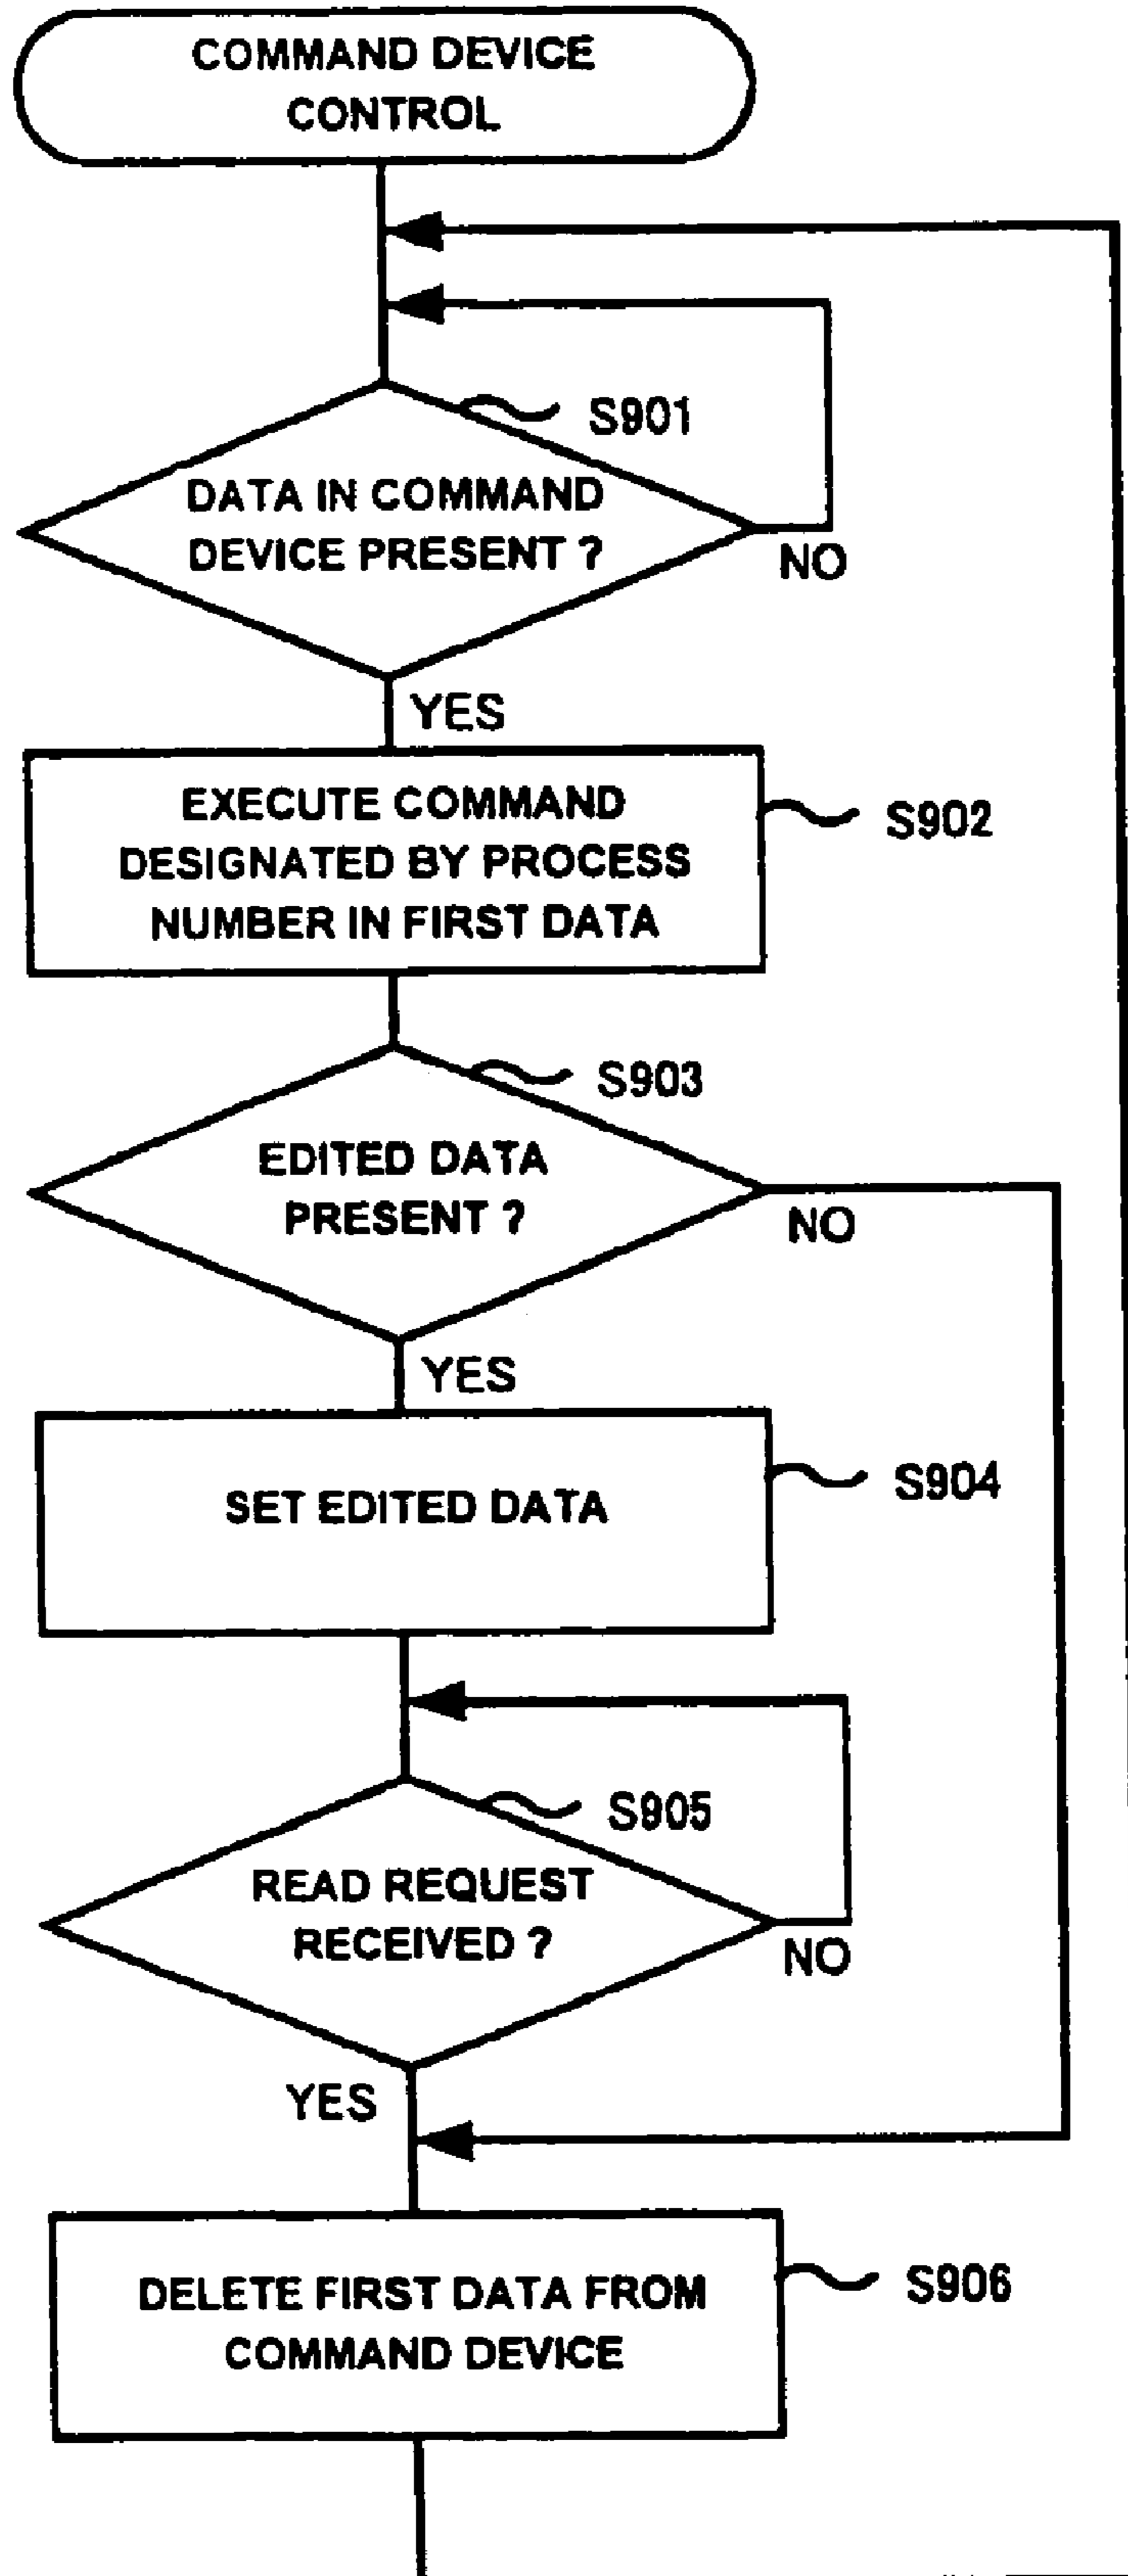 COMMAND DEVICE
CONTROL
S901
DATA IN COMMAND
DEVICE PRESENT ?
NO
YES
EXECUTE COMMAND
DESIGNATED BY PROCESS
NUMBER IN FIRST DATA
S902
S903
EDITED DATA
PRESENT ?
NO
YES
SET EDITED DATA
S904
S905
READ REQUEST
RECEIVED ?
NO
YES
DELETE FIRST DATA FROM
COMMAND DEVICE
S906